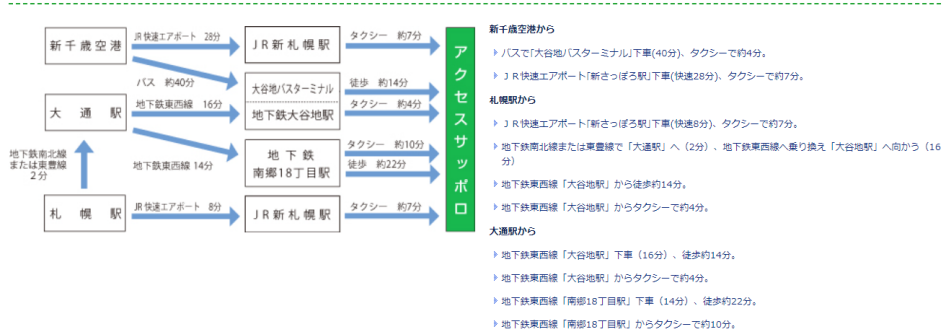 新千歳空港
JR快速エアポート 28分
JR新札幌駅
タクシー 約7分
バス 約40分
大谷地バスターミナル
徒歩 約14分
大通駅
地下鉄東西線 16分
地下鉄大谷地駅
タクシー 約4分
地下鉄南北線
または東豊線
2分
地下鉄東西線 14分
地下鉄
南郷18丁目駅
タクシー 約10分
徒歩 約22分
札幌駅
JR快速エアポート 8分
JR新札幌駅
タクシー 約7分
アクセスサッポロ
新千歳空港から
バスで「大谷地バスターミナル」下車(40分)、タクシーで約4分。
ＪＲ快速エアポート「新さっぽろ駅」下車(快速28分)、タクシーで約7分。
札幌駅から
ＪＲ快速エアポート「新さっぽろ駅」下車(快速8分)、タクシーで約7分。
地下鉄南北線または東豊線で「大通駅」へ（2分）、地下鉄東西線へ乗り換え「大谷地駅」へ向かう（16
分）
地下鉄東西線「大谷地駅」から徒歩約14分。
地下鉄東西線「大谷地駅」からタクシーで約4分。
大通駅から
地下鉄東西線「大谷地駅」下車（16分）、徒歩約14分。
地下鉄東西線「大谷地駅」からタクシーで約4分。
地下鉄東西線「南郷18丁目駅」下車（14分）、徒歩約22分。
地下鉄東西線「南郷18丁目駅」からタクシーで約10分。